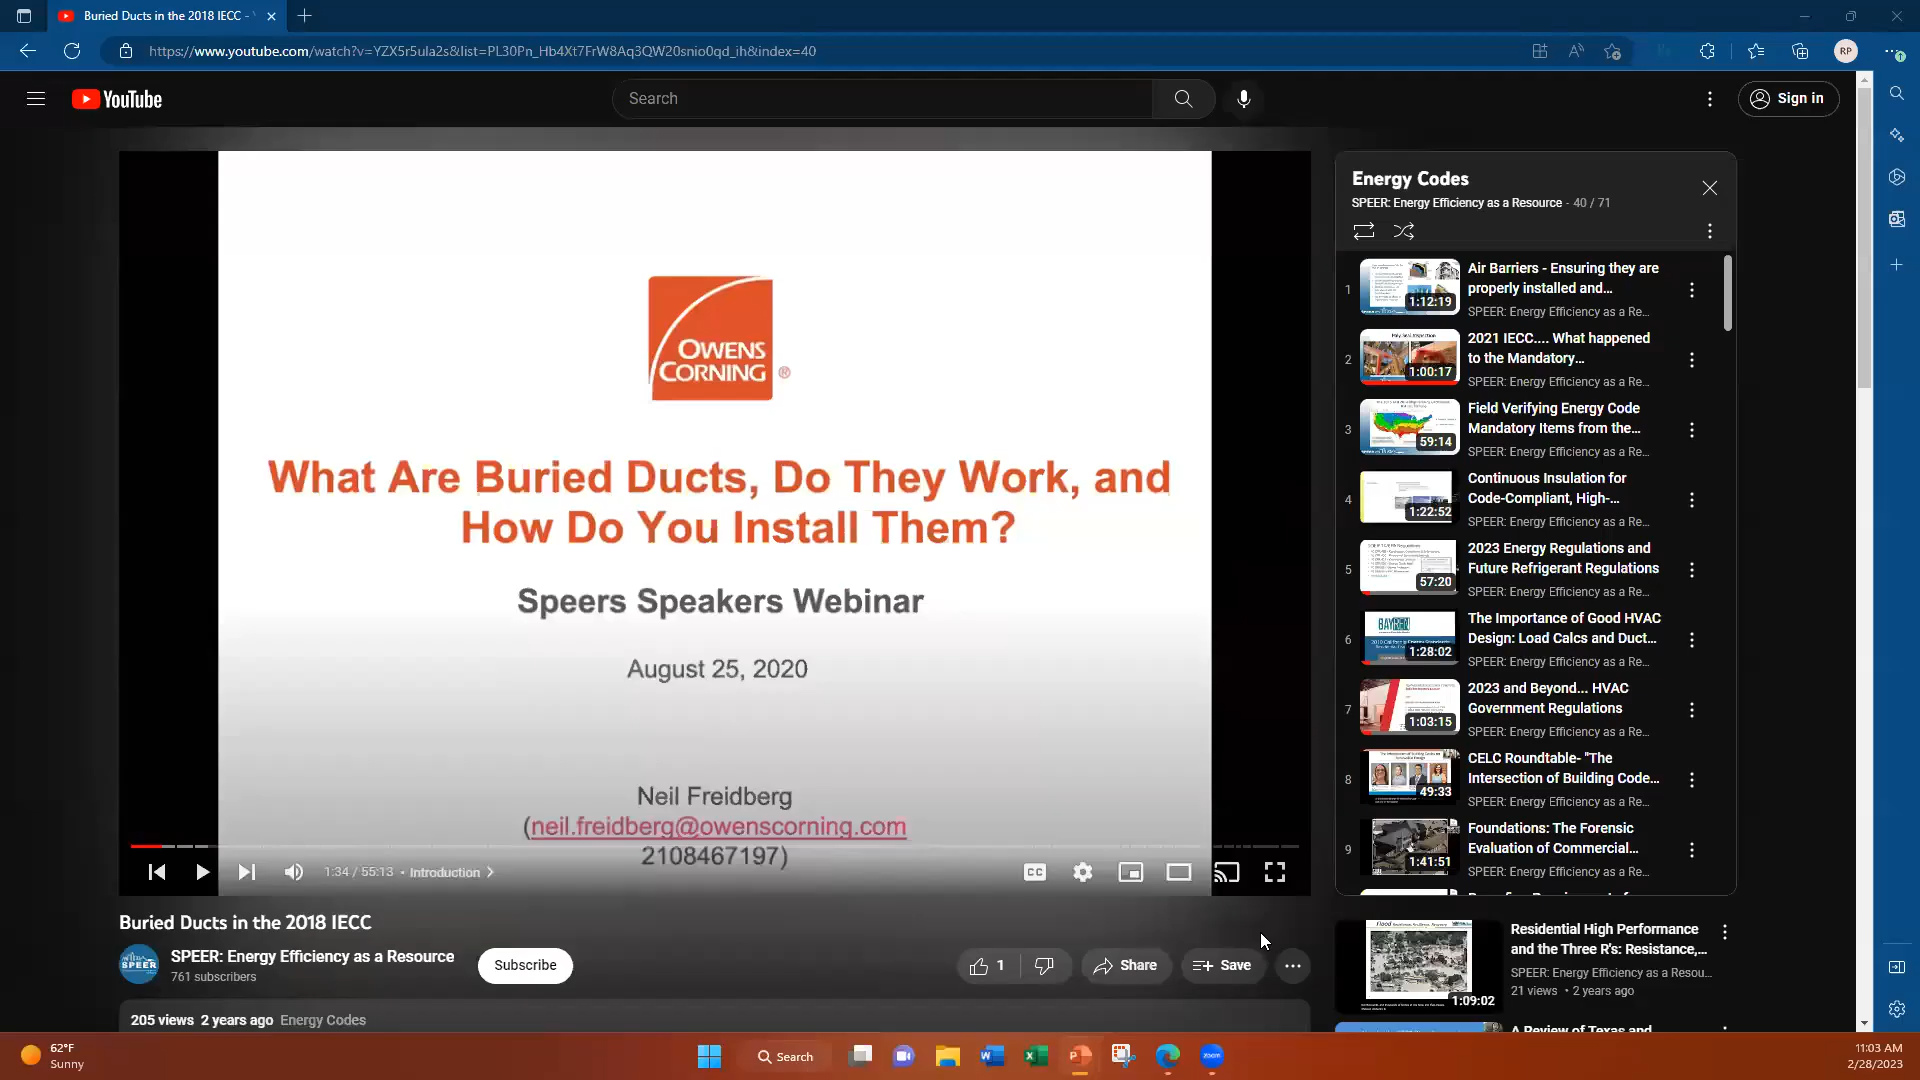 Buried Ducts in the 2018 IECC -
https://www.youtube.com/watch?v=YZX5r5ula2s&list=PL30Pn_Hb4Xt7FrW8Aq3QW20snio0qd_ih&index=40
RP
YouTube
Search
Sign in
OWENS
CORNING ®
What Are Buried Ducts, Do They Work, and
How Do You Install Them?
Speers Speakers Webinar
August 25, 2020
Neil Freidberg
(neil.freidberg@owenscorning.com
2108467197)
1:34 / 55:13 • Introduction
CC
Buried Ducts in the 2018 IECC
SPEER
SPEER: Energy Efficiency as a Resource
761 subscribers
Subscribe
1
Share
Save
205 views 2 years ago Energy Codes
Energy Codes
SPEER: Energy Efficiency as a Resource - 40 / 71
1
1:12:19
Air Barriers - Ensuring they are
properly installed and...
SPEER: Energy Efficiency as a Re...
2
1:00:17
2021 IECC.... What happened
to the Mandatory...
SPEER: Energy Efficiency as a Re...
3
59:14
Field Verifying Energy Code
Mandatory Items from the...
SPEER: Energy Efficiency as a Re...
4
1:22:52
Continuous Insulation for
Code-Compliant, High-...
SPEER: Energy Efficiency as a Re...
5
57:20
2023 Energy Regulations and
Future Refrigerant Regulations
SPEER: Energy Efficiency as a Re...
6
BAYREN
1:28:02
The Importance of Good HVAC
Design: Load Calcs and Duct...
SPEER: Energy Efficiency as a Re...
7
1:03:15
2023 and Beyond... HVAC
Government Regulations
SPEER: Energy Efficiency as a Re...
8
49:33
CELC Roundtable- "The
Intersection of Building Code...
SPEER: Energy Efficiency as a Re...
9
1:41:51
Foundations: The Forensic
Evaluation of Commercial...
SPEER: Energy Efficiency as a Re...
1:09:02
Residential High Performance
and the Three R's: Resistance,...
SPEER: Energy Efficiency as a Resou...
21 views • 2 years ago
A Review of Texas and
62°F
Sunny
Search
zoom
11:03 AM
2/28/2023